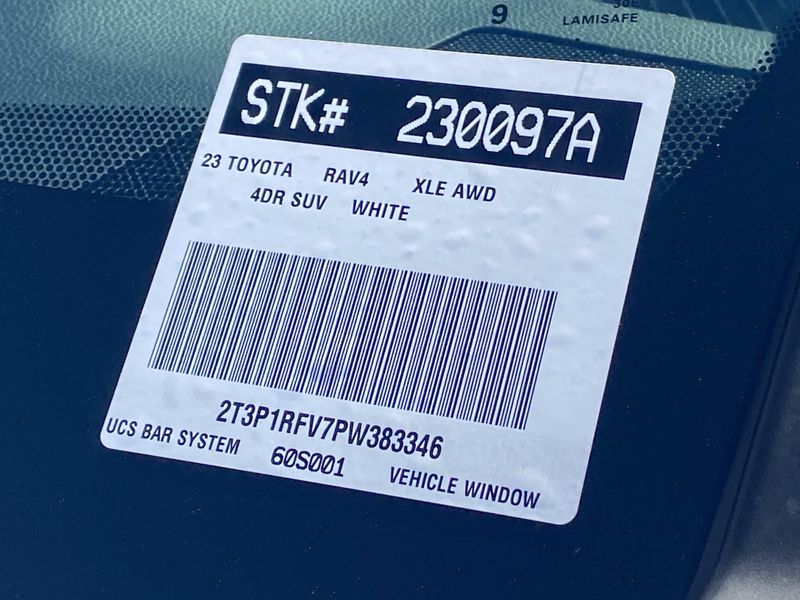 9
LAMISAFE
STK# 230097A
23 TOYOTA RAV4 XLE AWD
4DR SUV WHITE
2T3P1RFV7PW383346
UCS BAR SYSTEM 60S001 VEHICLE WINDOW